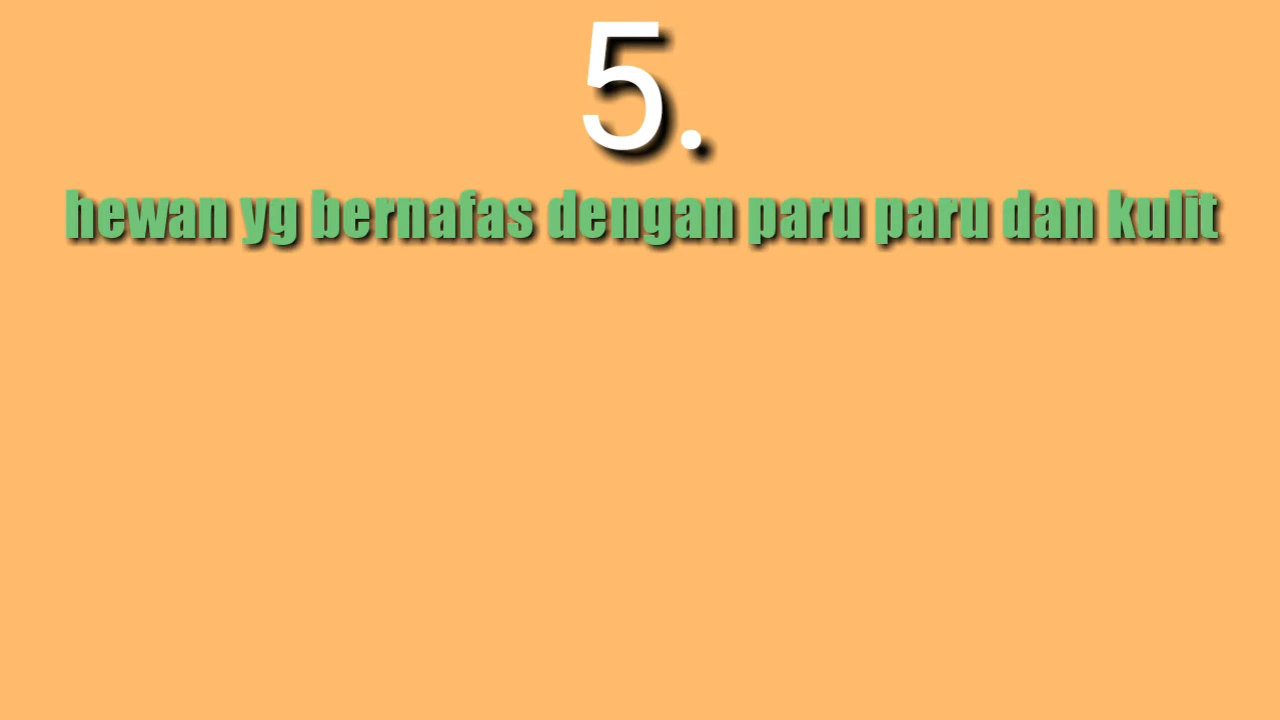 5.
hewan yg bernafas dengan paru paru dan kulit